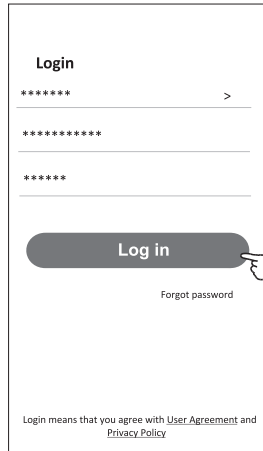 Login
******* >
***********
******
Log in
Forgot password
Login means that you agree with User Agreement and
Privacy Policy